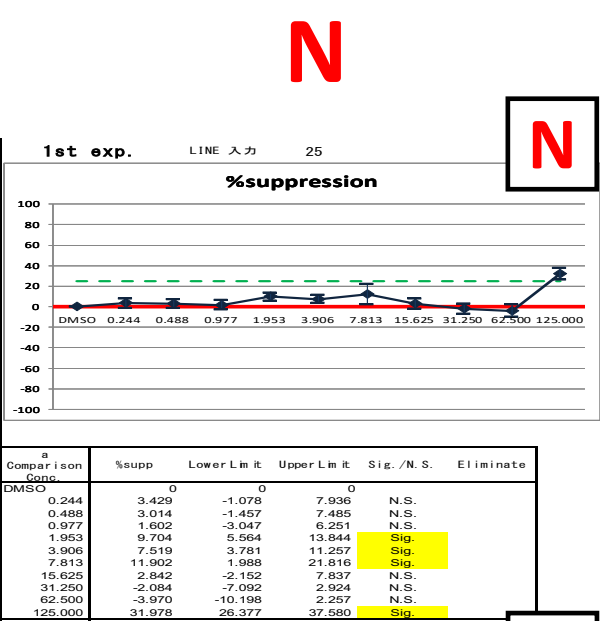 N
N
1st exp. LINE 入力 25
%suppression
100
80
60
40
20
0
DMSO 0.244 0.488 0.977 1.953 3.906 7.813 15.625 31.250 62.500 125.000
-20
-40
-60
-80
-100
a
Comparison
Conc.
%supp LowerLimit UpperLimit Sig./N.S. Eliminate
DMSO 0 0 0
0.244 3.429 -1.078 7.936 N.S.
0.488 3.014 -1.457 7.485 N.S.
0.977 1.602 -3.047 6.251 N.S.
1.953 9.704 5.564 13.844 Sig.
3.906 7.519 3.781 11.257 Sig.
7.813 11.902 1.988 21.816 Sig.
15.625 2.842 -2.152 7.837 N.S.
31.250 -2.084 -7.092 2.924 N.S.
62.500 -3.970 -10.198 2.257 N.S.
125.000 31.978 26.377 37.580 Sig.